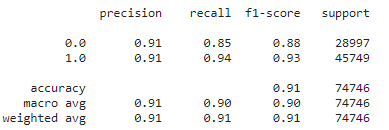 precision recall f1-score support
0.0 0.91 0.85 0.88 28997
1.0 0.91 0.94 0.93 45749
accuracy 0.91 74746
macro avg 0.91 0.90 0.90 74746
weighted avg 0.91 0.91 0.91 74746